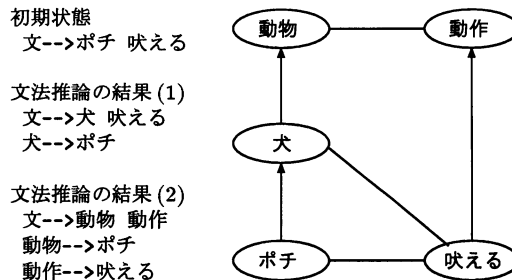 初期状態
文-->ポチ 吠える
文法推論の結果(1)
文-->犬 吠える
犬-->ポチ
文法推論の結果(2)
文-->動物 動作
動物-->ポチ
動作-->吠える
動物
動作
犬
ポチ
吠える